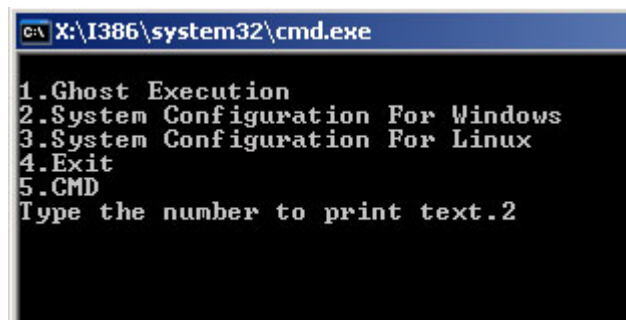 X:\I386\system32\cmd.exe
1.Ghost Execution
2.System Configuration For Windows
3.System Configuration For Linux
4.Exit
5.CMD
Type the number to print text.2